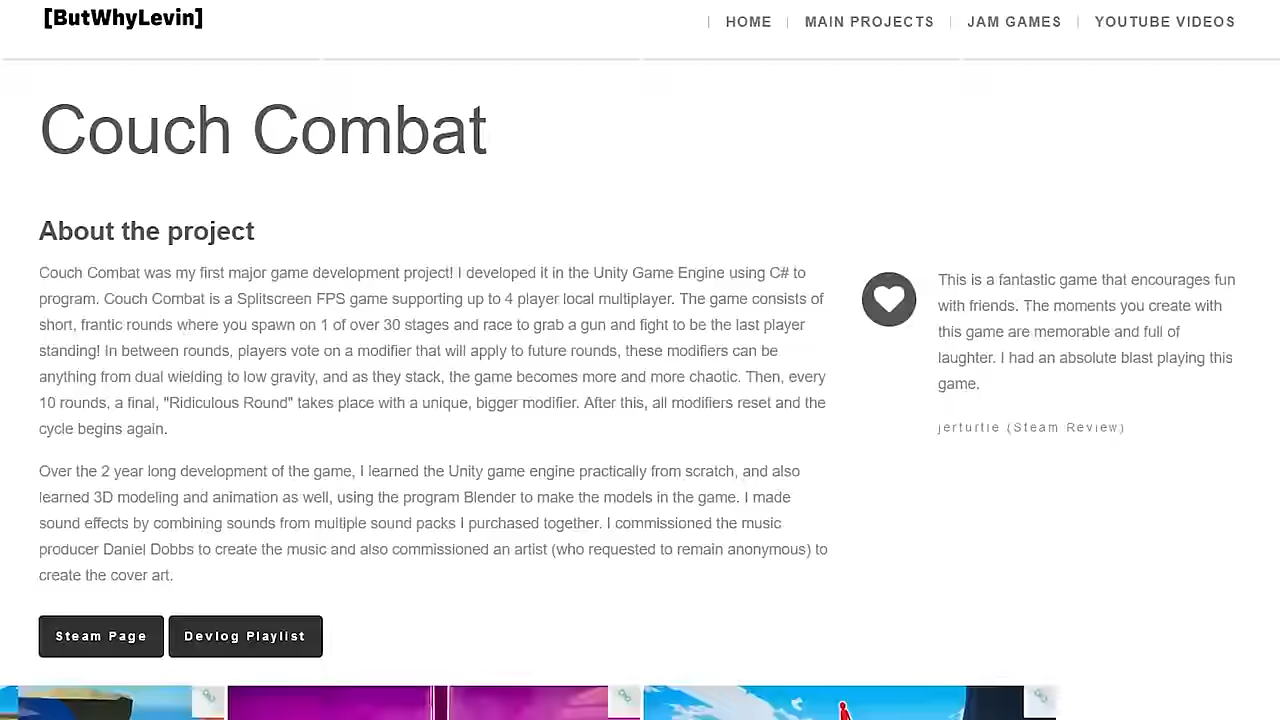 [ButWhyLevin]
HOME
MAIN PROJECTS
JAM GAMES
YOUTUBE VIDEOS
Couch Combat
About the project
Couch Combat was my first major game development project! I developed it in the Unity Game Engine using C# to
program. Couch Combat is a Splitscreen FPS game supporting up to 4 player local multiplayer. The game consists of
short, frantic rounds where you spawn on 1 of over 30 stages and race to grab a gun and fight to be the last player
standing! In between rounds, players vote on a modifier that will apply to future rounds, these modifiers can be
anything from dual wielding to low gravity, and as they stack, the game becomes more and more chaotic. Then, every
10 rounds, a final, "Ridiculous Round" takes place with a unique, bigger modifier. After this, all modifiers reset and the
cycle begins again.
Over the 2 year long development of the game, I learned the Unity game engine practically from scratch, and also
learned 3D modeling and animation as well, using the program Blender to make the models in the game. I made
sound effects by combining sounds from multiple sound packs I purchased together. I commissioned the music
producer Daniel Dobbs to create the music and also commissioned an artist (who requested to remain anonymous) to
create the cover art.
This is a fantastic game that encourages fun
with friends. The moments you create with
this game are memorable and full of
laughter. I had an absolute blast playing this
game.
jerturtle (Steam Review)
Steam Page
Devlog Playlist